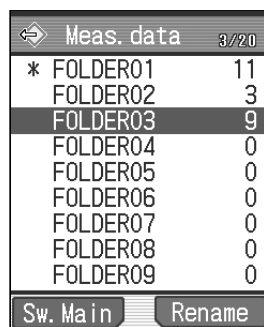 Meas.data 3/20
* FOLDER01 11
FOLDER02 3
FOLDER03 9
FOLDER04 0
FOLDER05 0
FOLDER06 0
FOLDER07 0
FOLDER08 0
FOLDER09 0
Sw.Main Rename